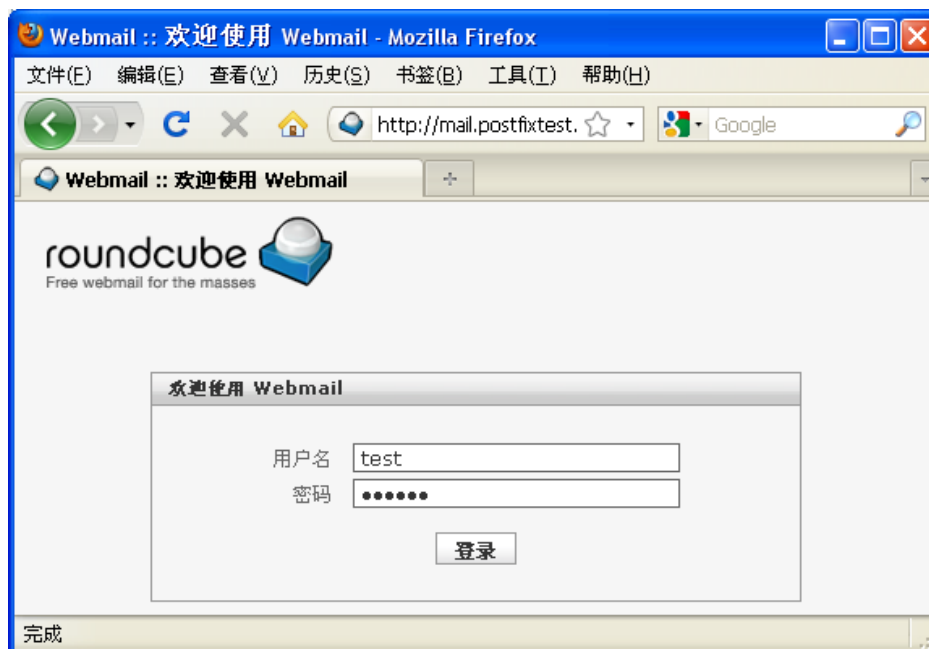 Webmail :: 欢迎使用 Webmail - Mozilla Firefox
文件(F) 编辑(E) 查看(V) 历史(S) 书签(B) 工具(T) 帮助(H)
http://mail.postfixtest. Google
Webmail :: 欢迎使用 Webmail
roundcube
Free webmail for the masses
欢迎使用 Webmail
用户名 test
密码 ●●●●●●
登录
完成